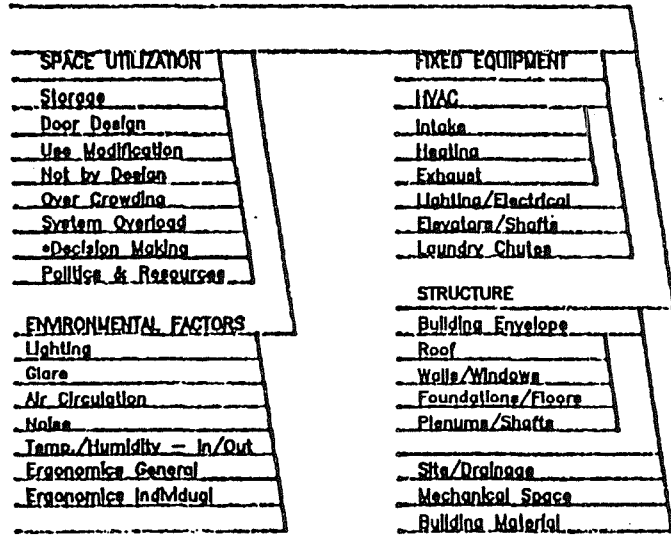 SPACE UTILIZATION
Storage
Door Design
Use Modification
Not by Design
Over Crowding
System Overload
•Decision Making
Politics & Resources
ENVIRONMENTAL FACTORS
Lighting
Glare
Air Circulation
Noise
Temp./Humidity — In/Out
Ergonomics General
Ergonomics Individual
FIXED EQUIPMENT
HVAC
Intake
Heating
Exhaust
Lighting/Electrical
Elevators/Shafts
Laundry Chutes
STRUCTURE
Building Envelope
Roof
Walls/Windows
Foundations/Floors
Plenums/Shafts
Site/Drainage
Mechanical Space
Building Material